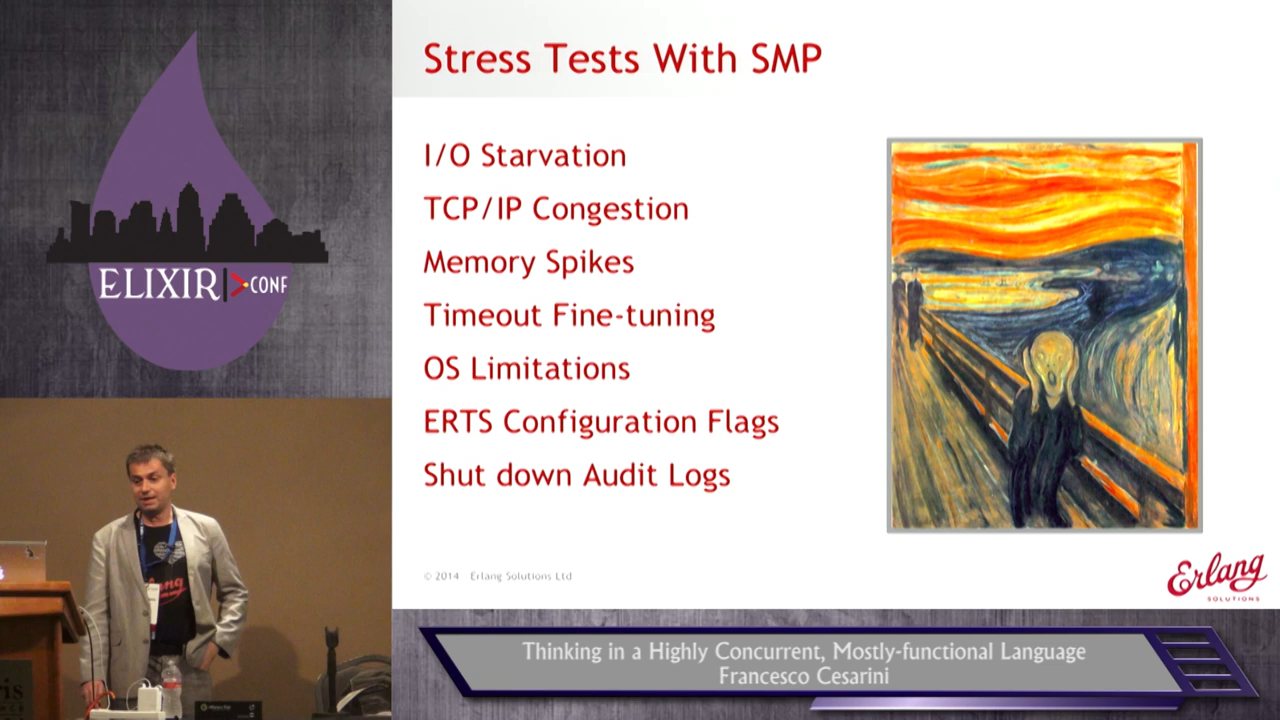 Stress Tests With SMP
I/O Starvation
TCP/IP Congestion
Memory Spikes
Timeout Fine-tuning
OS Limitations
ERTS Configuration Flags
Shut down Audit Logs
© 2014 Erlang Solutions Ltd
Erlang
SOLUTIONS
ELIXIR CONF
Erlang
Thinking in a Highly Concurrent, Mostly-functional Language
Francesco Cesarini